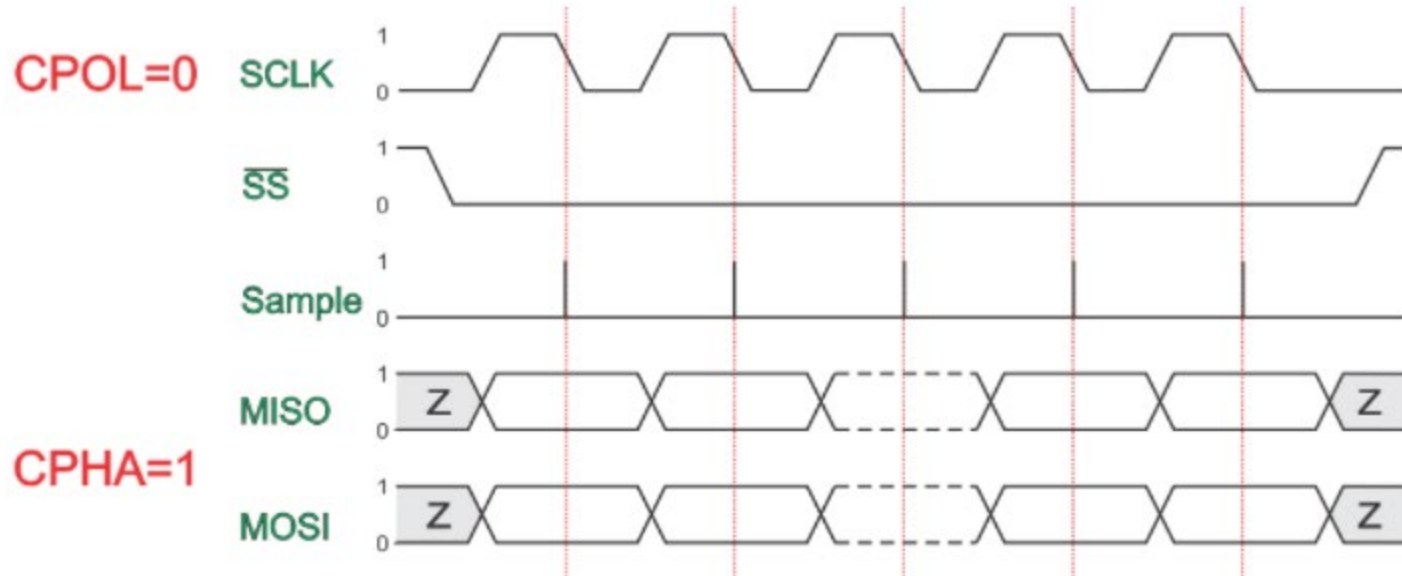 CPOL=0 SCLK 1
0
SS 1
0
Sample 1
0
MISO 1 Z Z
0
CPHA=1
MOSI 1 Z Z
0